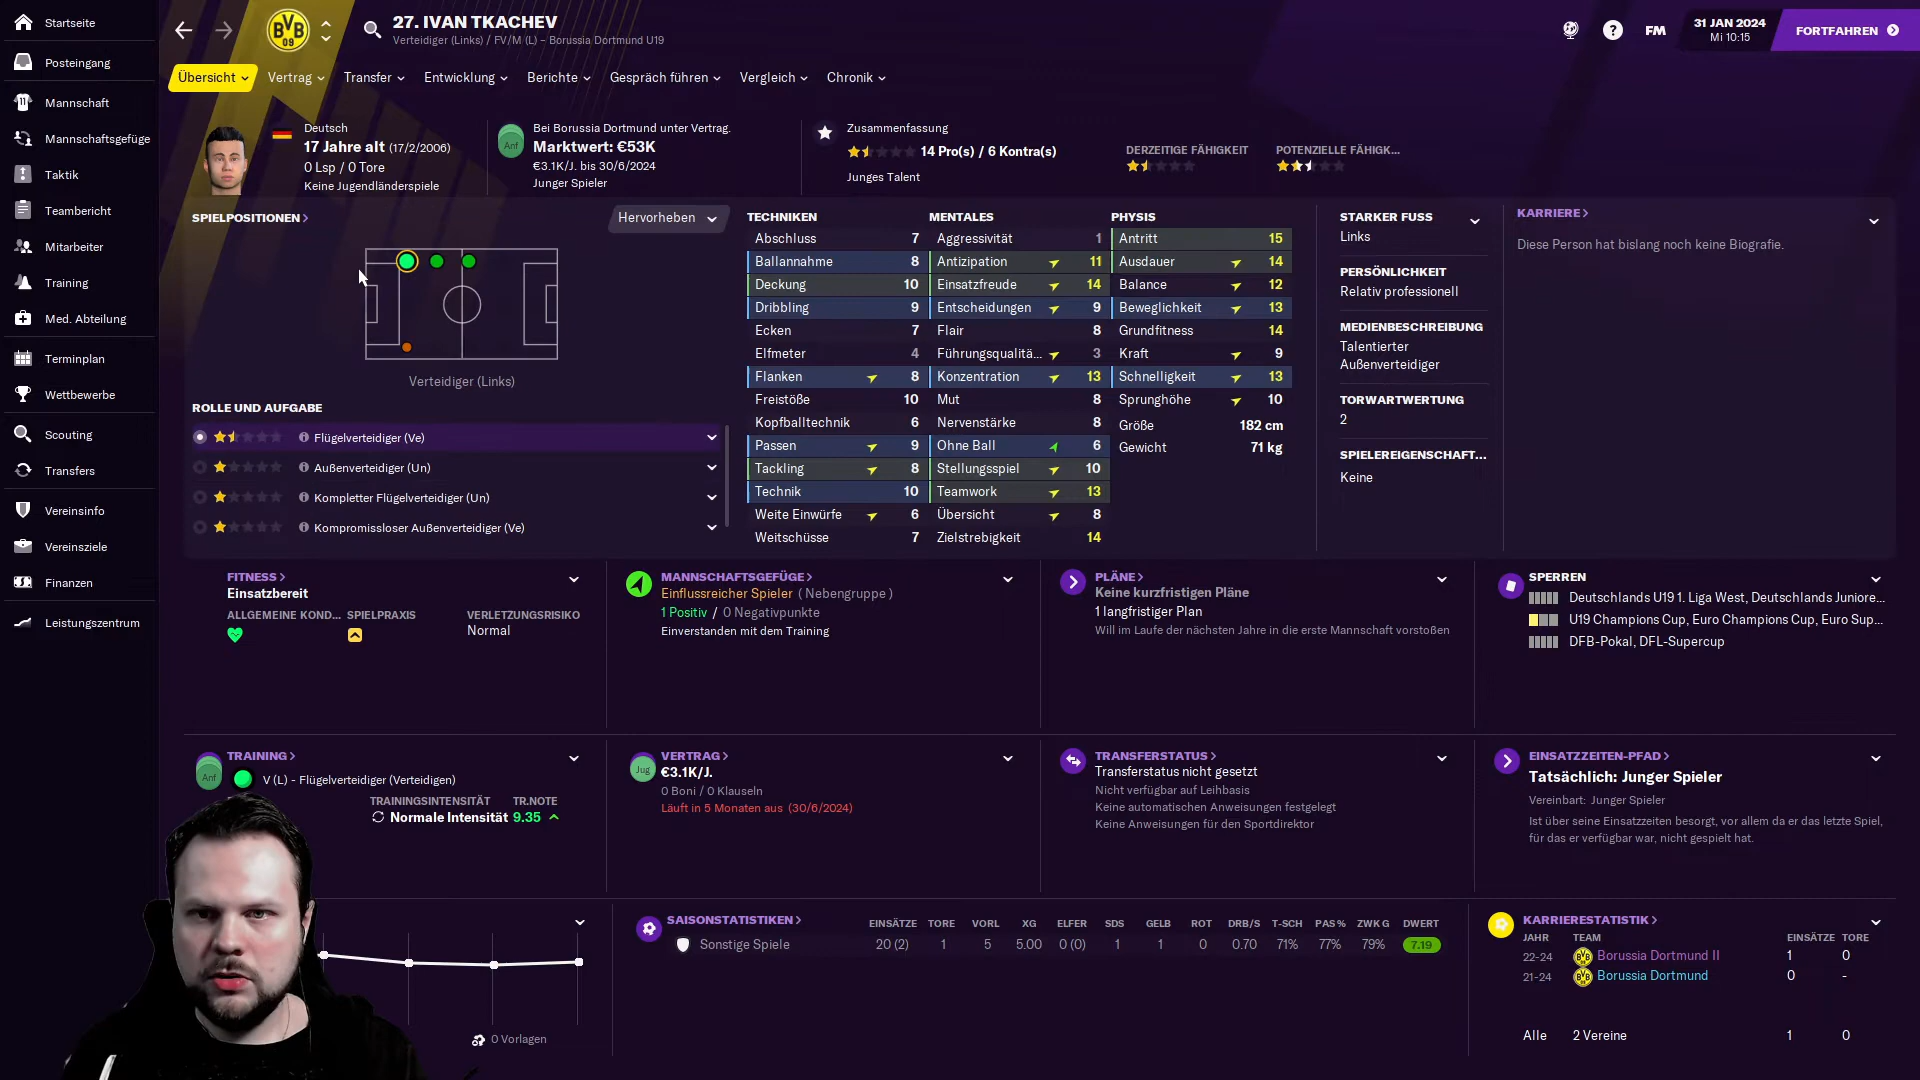 Startseite
Posteingang
Mannschaft
Mannschaftsgefüge
Taktik
Teambericht
Mitarbeiter
Training
Med. Abteilung
Terminplan
Wettbewerbe
Scouting
Transfers
Vereinsinfo
Vereinsziele
Finanzen
Leistungszentrum
BVB 09
27. IVAN TKACHEV
Verteidiger (Links) / FV/M (L) – Borussia Dortmund U19
? FM
31 JAN 2024
Mi 10:15
FORTFAHREN
Übersicht Vertrag Transfer Entwicklung Berichte Gespräch führen Vergleich Chronik
Deutsch
17 Jahre alt (17/2/2006)
0 Lsp / 0 Tore
Keine Jugendländerspiele
Anf
Bei Borussia Dortmund unter Vertrag.
Marktwert: €53K
€3.1K/J. bis 30/6/2024
Junger Spieler
Zusammenfassung
14 Pro(s) / 6 Kontra(s)
Junges Talent
DERZEITIGE FÄHIGKEIT
POTENZIELLE FÄHIGK...
SPIELPOSITIONEN
Hervorheben
Verteidiger (Links)
ROLLE UND AUFGABE
Flügelverteidiger (Ve)
Außenverteidiger (Un)
Kompletter Flügelverteidiger (Un)
Kompromissloser Außenverteidiger (Ve)
TECHNIKEN
Abschluss 7
Ballannahme 8
Deckung 10
Dribbling 9
Ecken 7
Elfmeter 4
Flanken 8
Freistöße 10
Kopfballtechnik 6
Passen 9
Tackling 8
Technik 10
Weite Einwürfe 6
Weitschüsse 7
MENTALES
Aggressivität 1
Antizipation 11
Einsatzfreude 14
Entscheidungen 9
Flair 8
Führungsqualitä... 3
Konzentration 13
Mut 8
Nervenstärke 8
Ohne Ball 6
Stellungsspiel 10
Teamwork 13
Übersicht 8
Zielstrebigkeit 14
PHYSIS
Antritt 15
Ausdauer 14
Balance 12
Beweglichkeit 13
Grundfitness 14
Kraft 9
Schnelligkeit 13
Sprunghöhe 10
Größe 182 cm
Gewicht 71 kg
STARKER FUSS
Links
PERSÖNLICHKEIT
Relativ professionell
MEDIENBESCHREIBUNG
Talentierter
Außenverteidiger
TORWARTWERTUNG
2
SPIELEREIGENSCHAFT...
Keine
KARRIERE
Diese Person hat bislang noch keine Biografie.
FITNESS
Einsatzbereit
ALLGEMEINE KOND... SPIELPRAXIS VERLETZUNGSRISIKO
Normal
MANNSCHAFTSGEFÜGE
Einflussreicher Spieler ( Nebengruppe )
1 Positiv / 0 Negativpunkte
Einverstanden mit dem Training
PLÄNE
Keine kurzfristigen Pläne
1 langfristiger Plan
Will im Laufe der nächsten Jahre in die erste Mannschaft vorstoßen
SPERREN
Deutschlands U19 1. Liga West, Deutschlands Juniore...
U19 Champions Cup, Euro Champions Cup, Euro Sup...
DFB-Pokal, DFL-Supercup
TRAINING
Anf
V (L) - Flügelverteidiger (Verteidigen)
TRAININGSINTENSITÄT TR.NOTE
Normale Intensität 9.35
VERTRAG
Jug
€3.1K/J.
0 Boni / 0 Klauseln
Läuft in 5 Monaten aus (30/6/2024)
TRANSFERSTATUS
Transferstatus nicht gesetzt
Nicht verfügbar auf Leihbasis
Keine automatischen Anweisungen festgelegt
Keine Anweisungen für den Sportdirektor
EINSATZZEITEN-PFAD
Tatsächlich: Junger Spieler
Vereinbart: Junger Spieler
Ist über seine Einsatzzeiten besorgt, vor allem da er das letzte Spiel,
für das er verfügbar war, nicht gespielt hat.
0 Vorlagen
SAISONSTATISTIKEN
EINSÄTZE TORE VORL XG ELFER SDS GELB ROT DRB/S T-SCH PAS % ZWK G DWERT
Sonstige Spiele 20 (2) 1 5 5.00 0 (0) 1 1 0 0.70 71% 77% 79% 7.19
KARRIERESTATISTIK
JAHR TEAM EINSÄTZE TORE
22-24 Borussia Dortmund II 1 0
21-24 Borussia Dortmund 0 -
Alle 2 Vereine 1 0